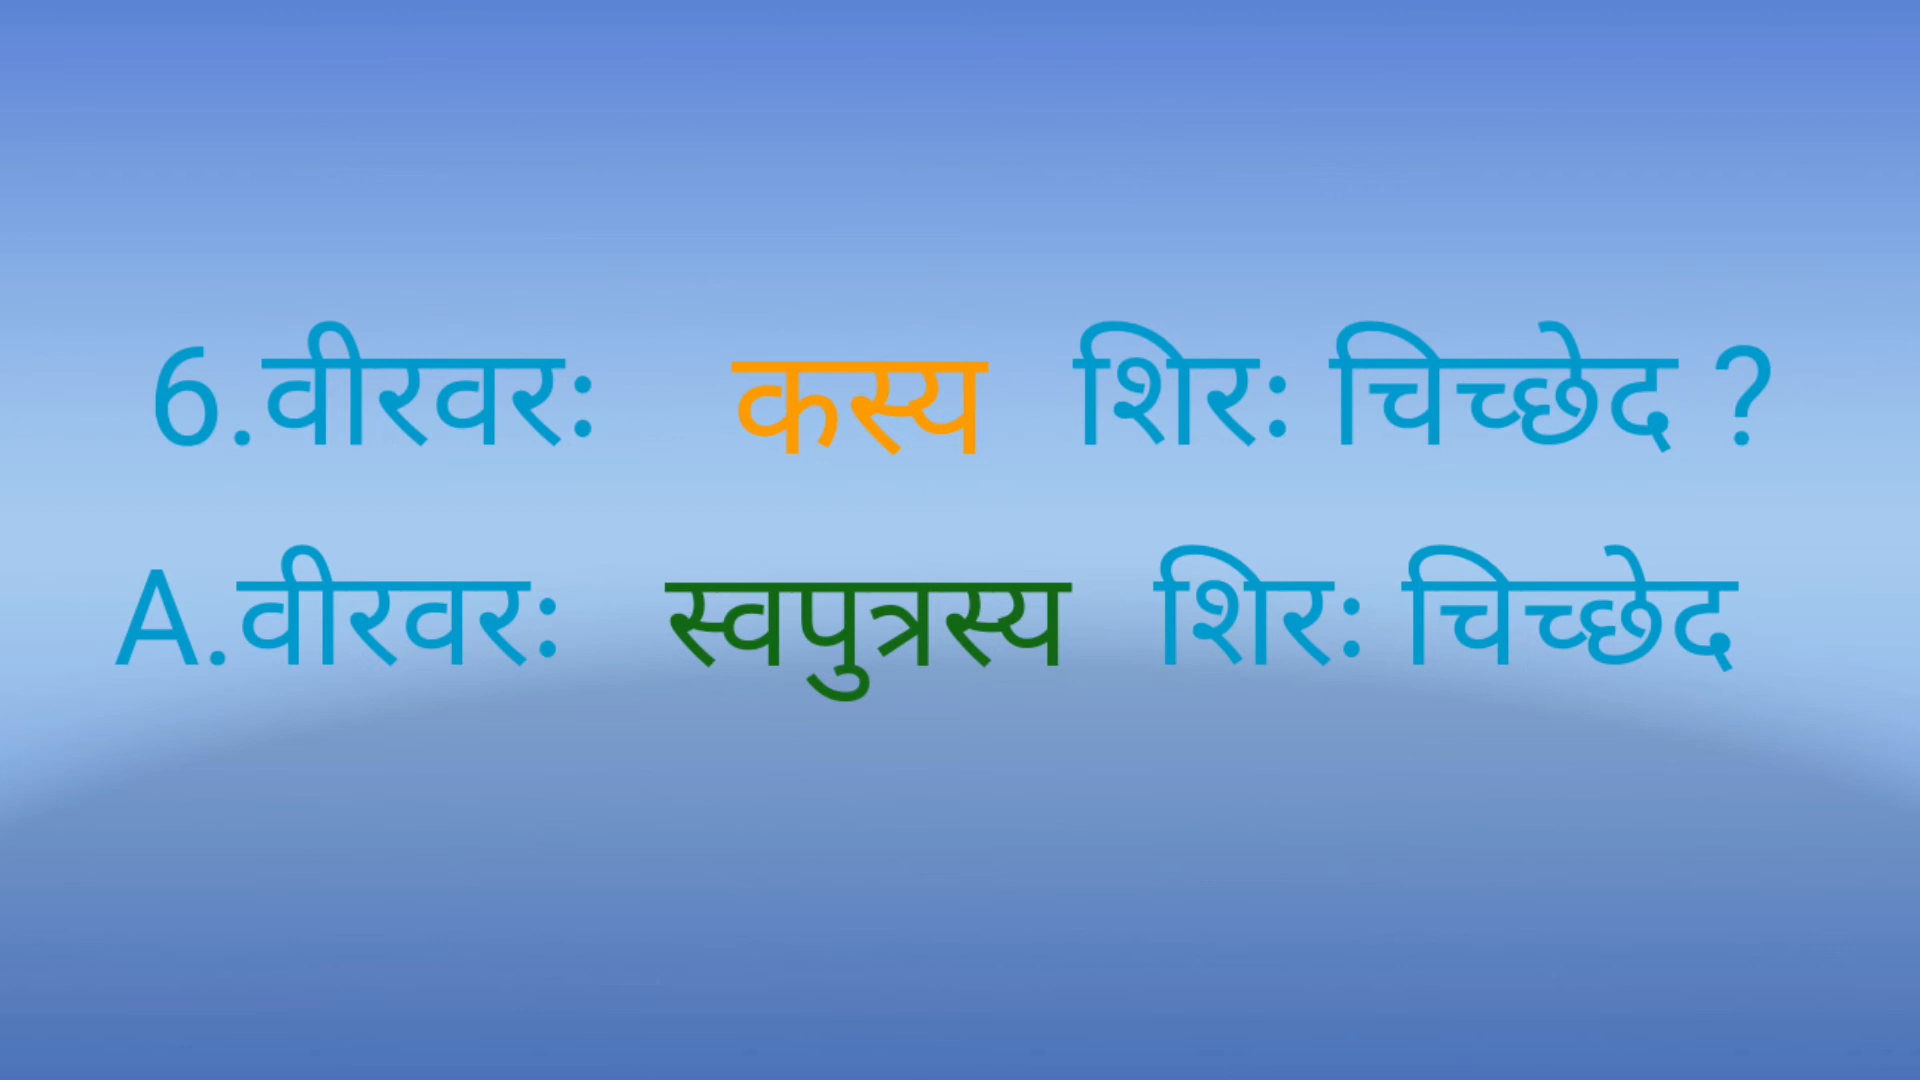 6.वीरवरः कस्य शिरः चिच्छेद ?
A.वीरवरः स्वपुत्रस्य शिरः चिच्छेद